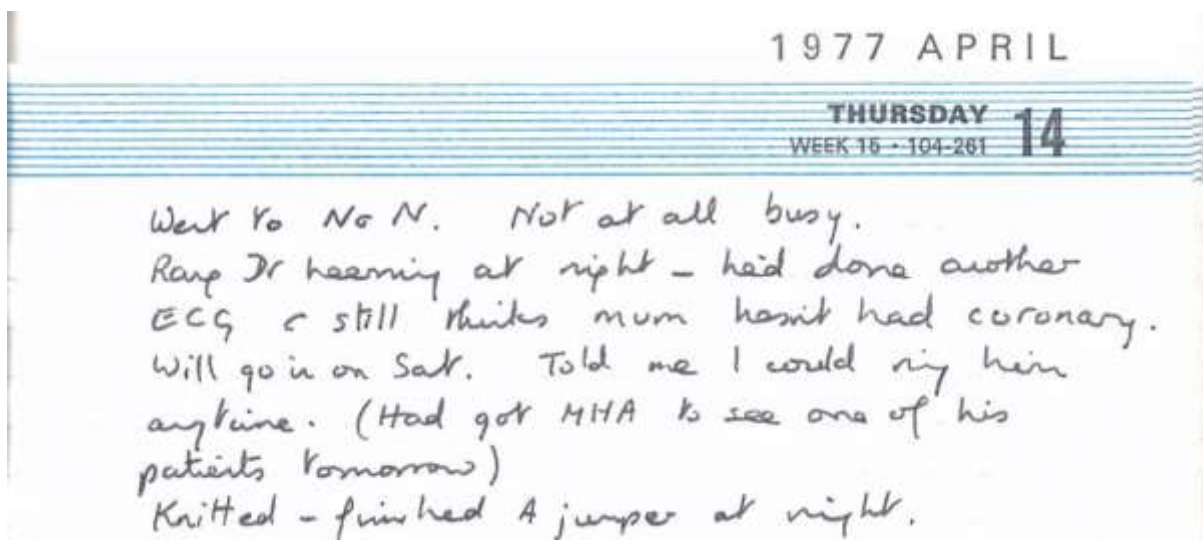 1977 APRIL
THURSDAY 14
WEEK 15 · 104-261
Went to N G N. Not at all busy.
Rang Dr at night - he'd done another
ECG & still thinks mum hasn't had coronary.
Will go in on Sat. Told me I could ring him
anytime. (Had got MHA to see one of his
patients tomorrow)
Knitted - finished A jumper at night.